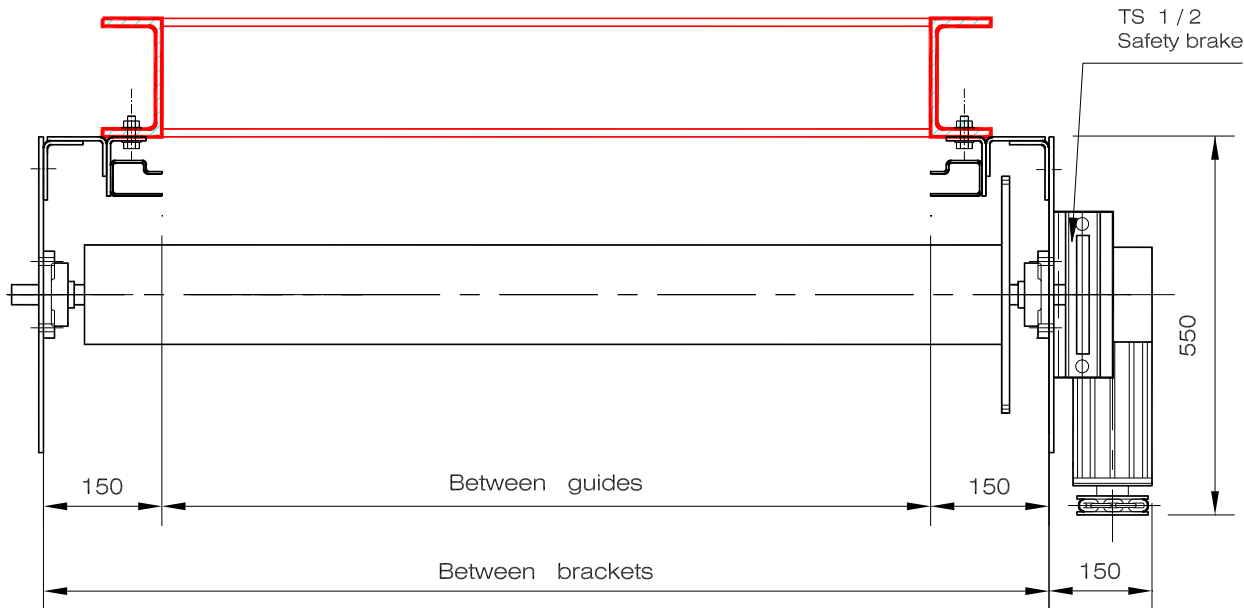 TS 1 / 2
Safety brake
550
150
Between guides
150
Between brackets
150